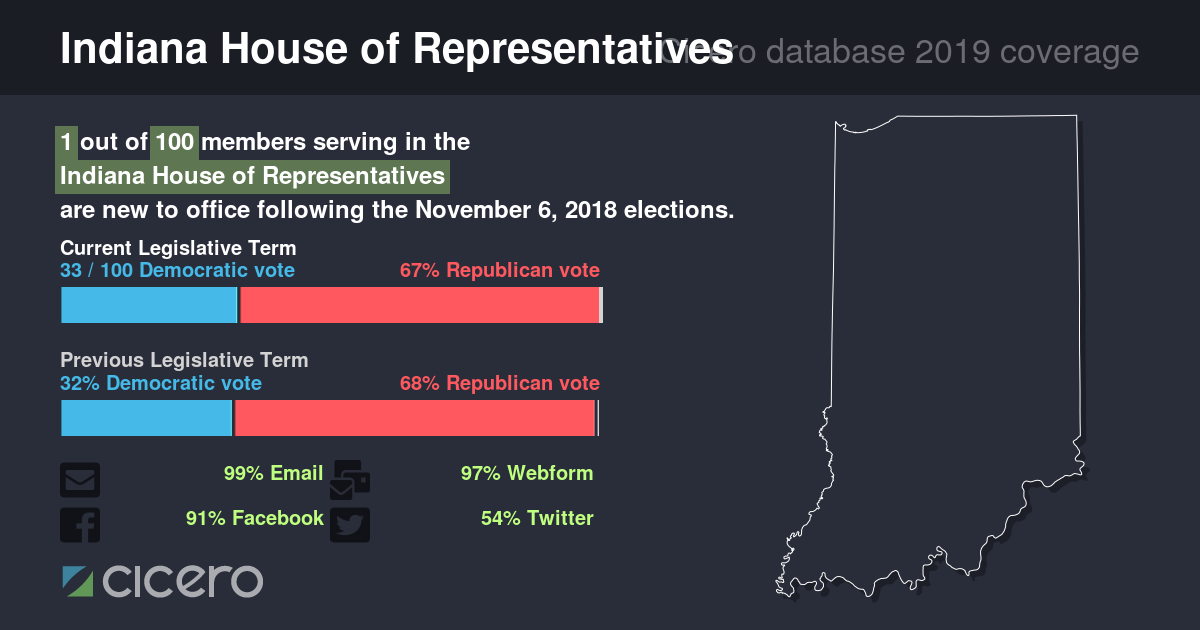 Indiana House of Representatives
Cicero database 2019 coverage
1 out of 100 members serving in the
Indiana House of Representatives
are new to office following the November 6, 2018 elections.
Current Legislative Term
33 / 100 Democratic vote 67% Republican vote
Previous Legislative Term
32% Democratic vote 68% Republican vote
99% Email 97% Webform
91% Facebook 54% Twitter
cicero